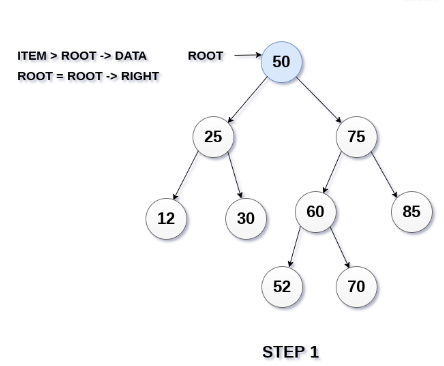 ITEM > ROOT -> DATA
ROOT = ROOT -> RIGHT
ROOT
50
25
75
12
30
60
85
52
70
STEP 1